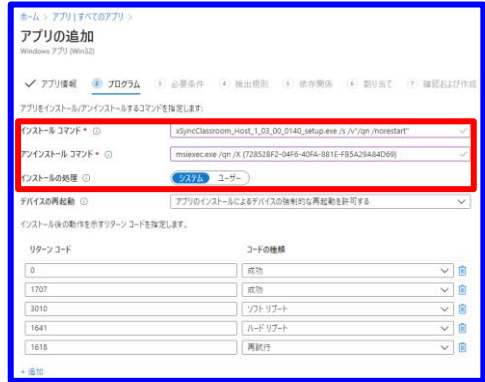 ホーム > アプリ | すべてのアプリ >
アプリの追加
Windows アプリ (Win32)
アプリ情報 2 プログラム 3 必要条件 4 検出規則 5 依存関係 6 割り当て 7 確認および作成
アプリをインストール/アンインストールするコマンドを指定します:
インストール コマンド * xSyncClassroom_Host_1_03_00_0140_setup.exe /s /v"/qn /norestart"
アンインストール コマンド * msiexec.exe /qn /X {72852BF2-04F6-40FA-881E-FB5A29A84D69}
インストールの処理 システム ユーザー
デバイスの再起動 アプリのインストールによるデバイスの強制的な再起動を許可する
インストール後の動作を示すリターン コードを指定します。
リターン コード コードの種類
0 成功
1707 成功
3010 ソフト リブート
1641 ハード リブート
1618 再試行
+ 追加